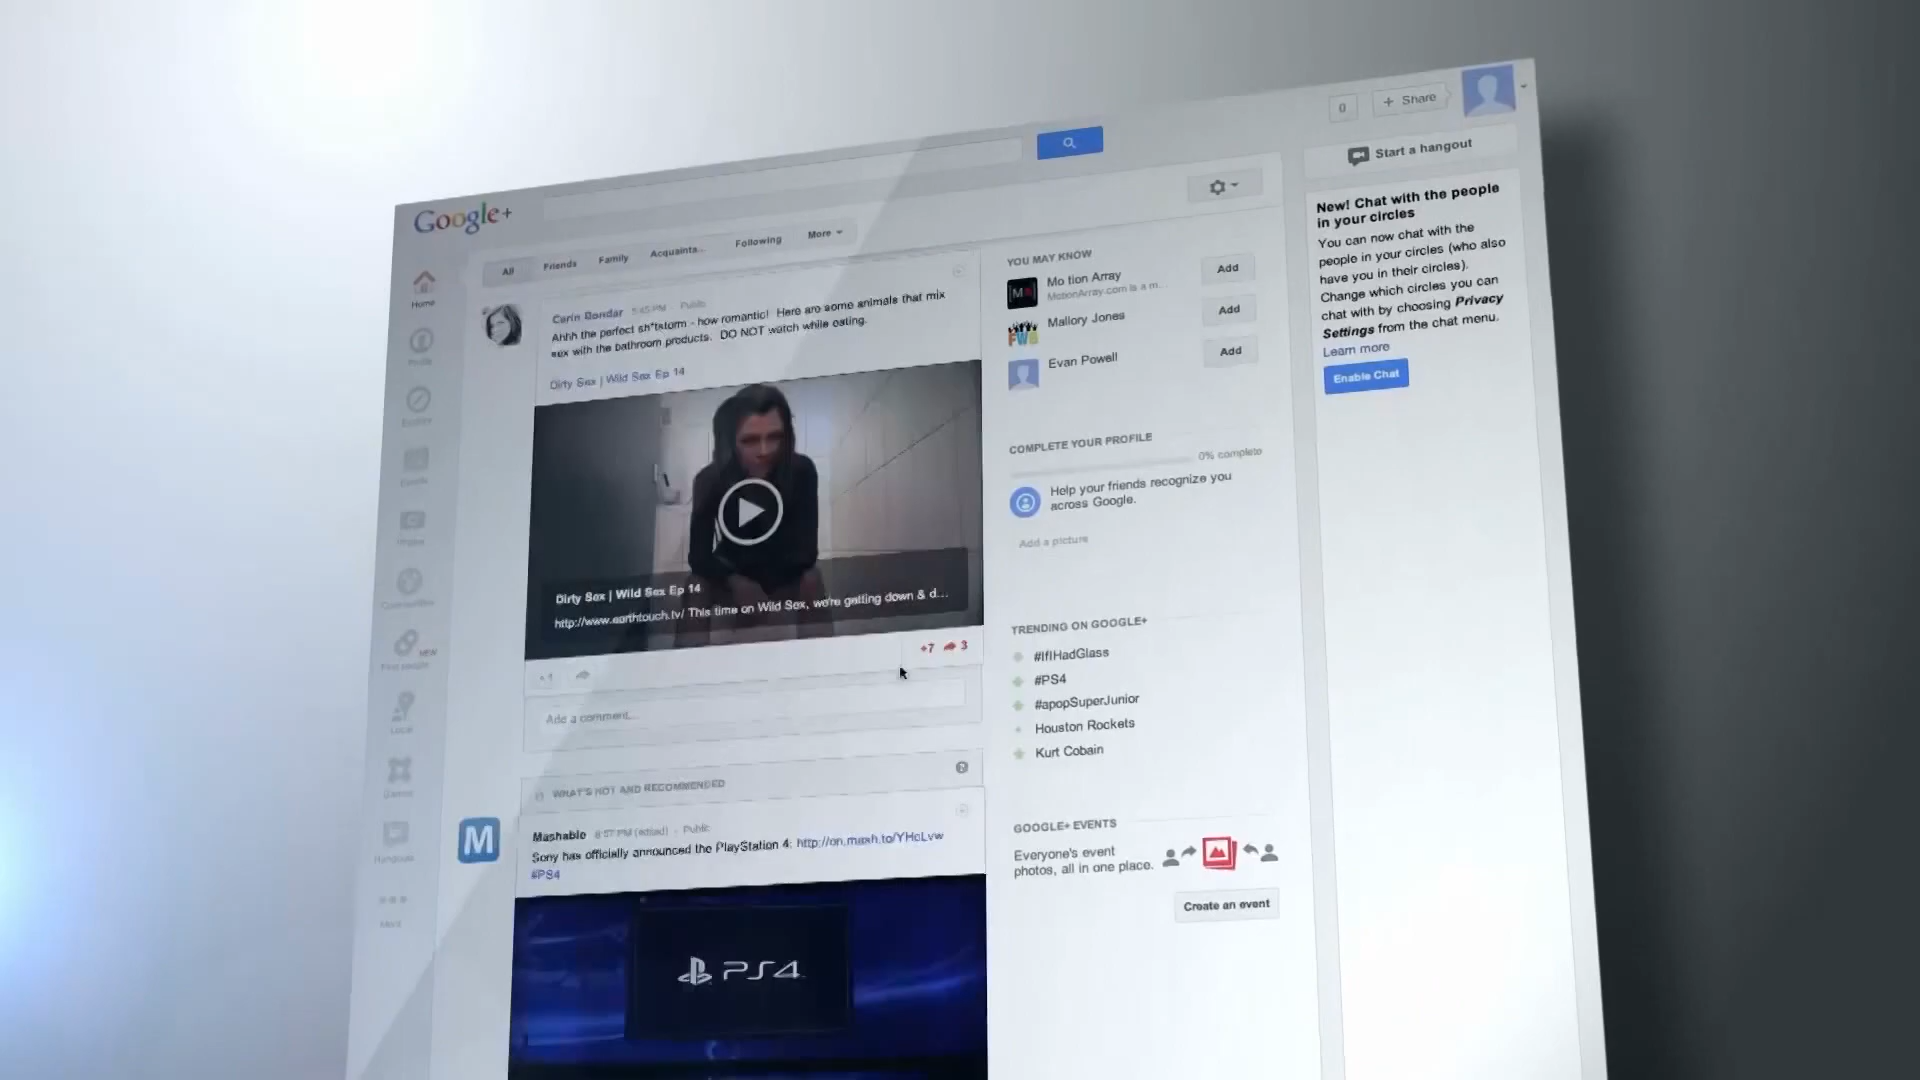 0
+ Share
Google+
Start a hangout
All
Friends
Family
Acquainta...
Following
More
Home
Profile
Explore
Events
Photos
Communities
Find people
NEW
Local
Games
Hangouts
More
Carin Bondar 5:45 PM - Public
Ahhh the perfect sh*tstorm - how romantic! Here are some animals that mix
sex with the bathroom products. DO NOT watch while eating.
Dirty Sex | Wild Sex Ep 14
Dirty Sex | Wild Sex Ep 14
http://www.earthtouch.tv/ This time on Wild Sex, we're getting down & d...
+7
3
+1
Add a comment...
WHAT'S HOT AND RECOMMENDED
Mashable 8:57 PM (edited) - Public
Sony has officially announced the PlayStation 4: http://on.mash.to/YHcLvw
#PS4
M
PS4
YOU MAY KNOW
Mo tion Array
MotionArray.com is a m...
Add
Mallory Jones
Add
FWB
Evan Powell
Add
COMPLETE YOUR PROFILE
0% complete
Help your friends recognize you
across Google.
Add a picture
TRENDING ON GOOGLE+
#IfIHadGlass
#PS4
#apopSuperJunior
Houston Rockets
Kurt Cobain
GOOGLE+ EVENTS
Everyone's event
photos, all in one place.
Create an event
New! Chat with the people
in your circles
You can now chat with the
people in your circles (who also
have you in their circles).
Change which circles you can
chat with by choosing Privacy
Settings from the chat menu.
Learn more
Enable Chat